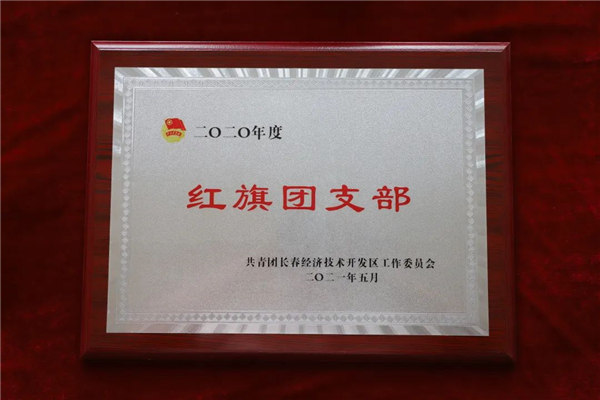 二〇二〇年度
红旗团支部
共青团长春经济技术开发区工作委员会
二〇二一年五月